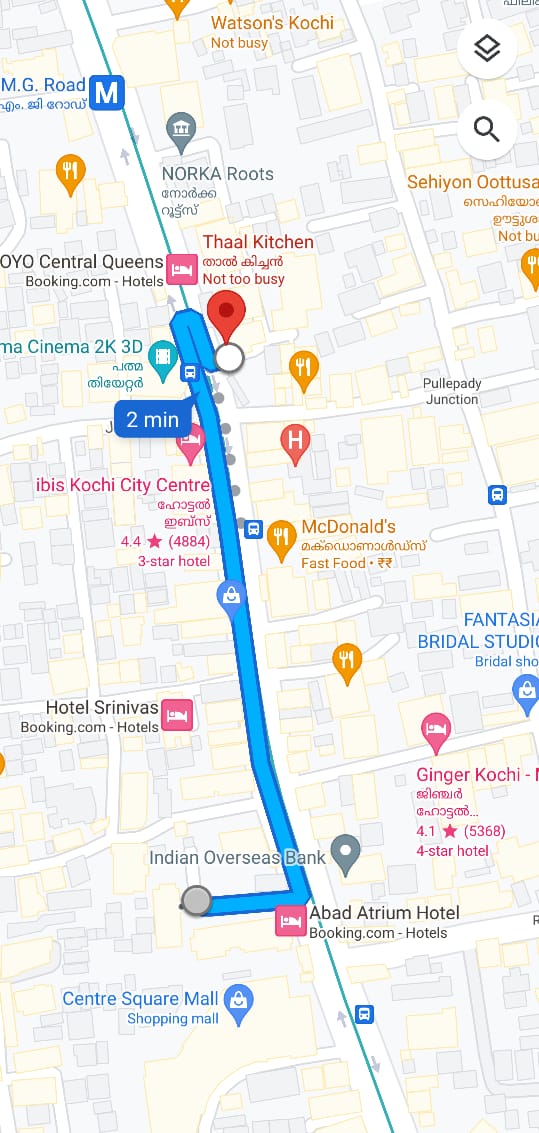 Watson's Kochi
Not busy
M.G. Road
എം. ജി റോഡ്
M
NORKA Roots
നോർക്ക
റൂട്ട്സ്
Sehiyon Oottusa
Not bu
Thaal Kitchen
താൽ കിച്ചൻ
Not too busy
OYO Central Queens
Booking.com - Hotels
ma Cinema 2K 3D
പത്മ
തിയേറ്റർ
Pullepady
Junction
2 min
J
H
ibis Kochi City Centre
ഹോട്ടൽ
ഇബിസ്
4.4 ★ (4884)
3-star hotel
McDonald's
മക്ഡൊണാൾഡ്സ്
Fast Food • ₹₹
FANTASIA
BRIDAL STUDIO
Bridal sho
Hotel Srinivas
Booking.com - Hotels
Ginger Kochi -
ജിഞ്ചർ
ഹോട്ടൽ...
4.1 ★ (5368)
4-star hotel
Indian Overseas Bank
Abad Atrium Hotel
Booking.com - Hotels
R
Centre Square Mall
Shopping mall